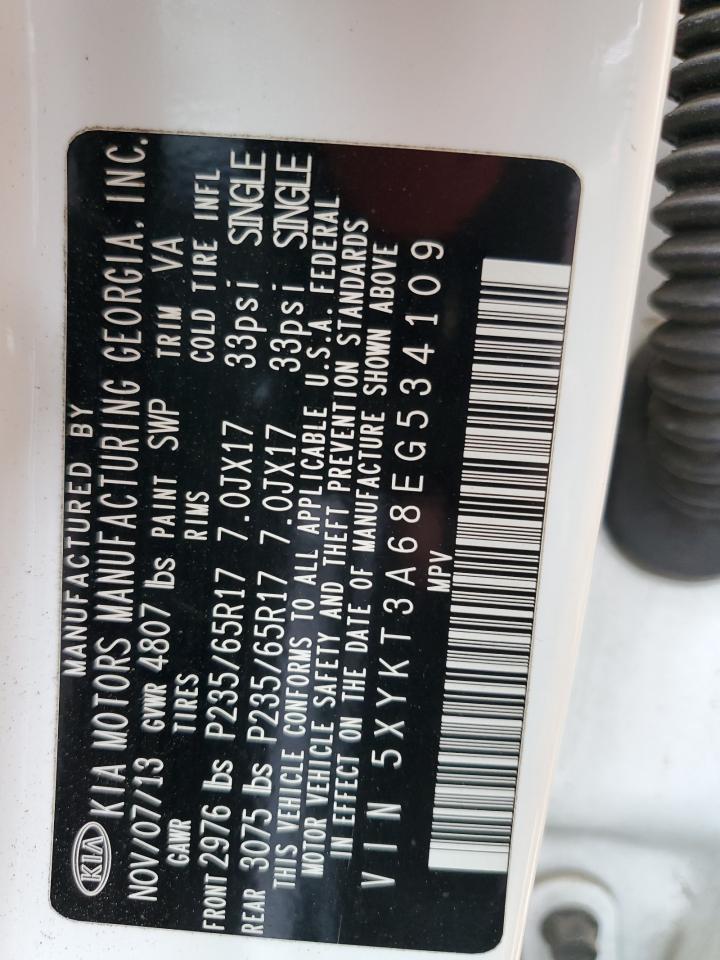 MANUFACTURED BY
KIA KIA MOTORS MANUFACTURING GEORGIA, INC.
NOV/07/13 GVWR 4807 lbs PAINT SWP TRIM VA
GAWR TIRES RIMS COLD TIRE INFL
FRONT 2976 lbs P235/65R17 7.0JX17 33psi SINGLE
REAR 3075 lbs P235/65R17 7.0JX17 33psi SINGLE
THIS VEHICLE CONFORMS TO ALL APPLICABLE U.S.A. FEDERAL
MOTOR VEHICLE SAFETY AND THEFT PREVENTION STANDARDS
IN EFFECT ON THE DATE OF MANUFACTURE SHOWN ABOVE
VIN 5XYKT3A68EG534109
MPV